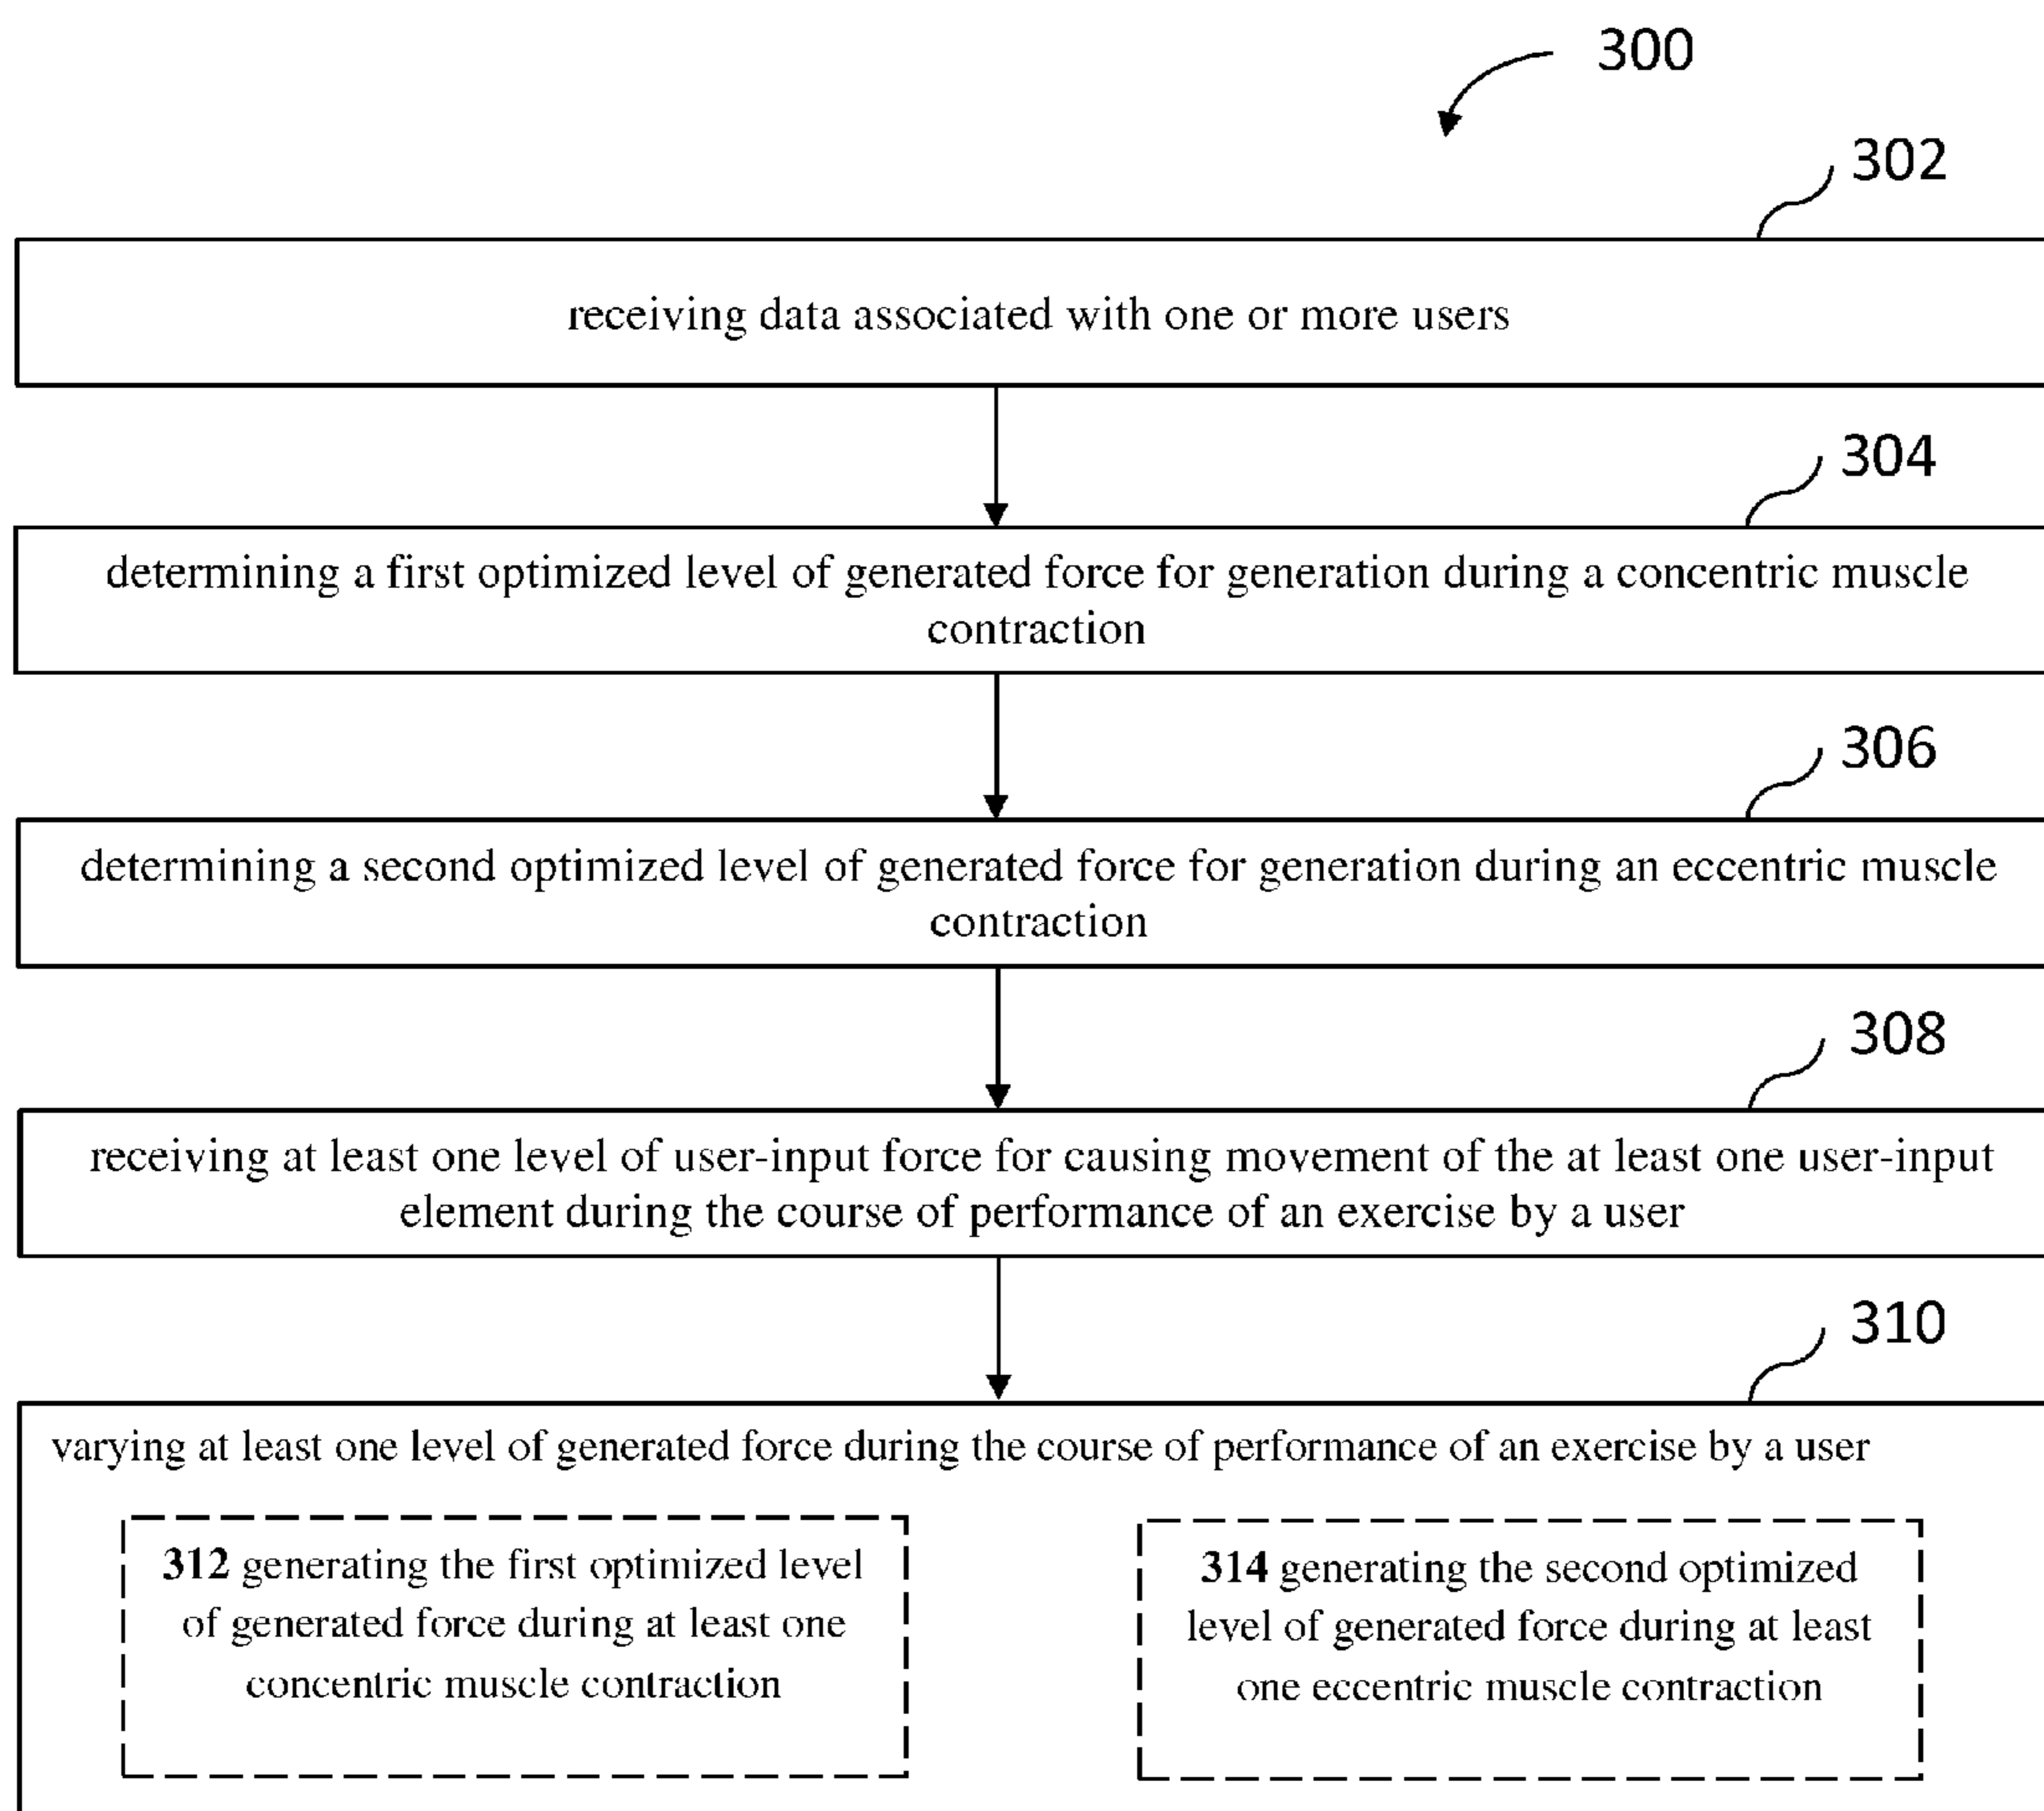 300
302
receiving data associated with one or more users
304
determining a first optimized level of generated force for generation during a concentric muscle
contraction
306
determining a second optimized level of generated force for generation during an eccentric muscle
contraction
308
receiving at least one level of user-input force for causing movement of the at least one user-input
element during the course of performance of an exercise by a user
310
varying at least one level of generated force during the course of performance of an exercise by a user
312 generating the first optimized level
of generated force during at least one
concentric muscle contraction
314 generating the second optimized
level of generated force during at least
one eccentric muscle contraction